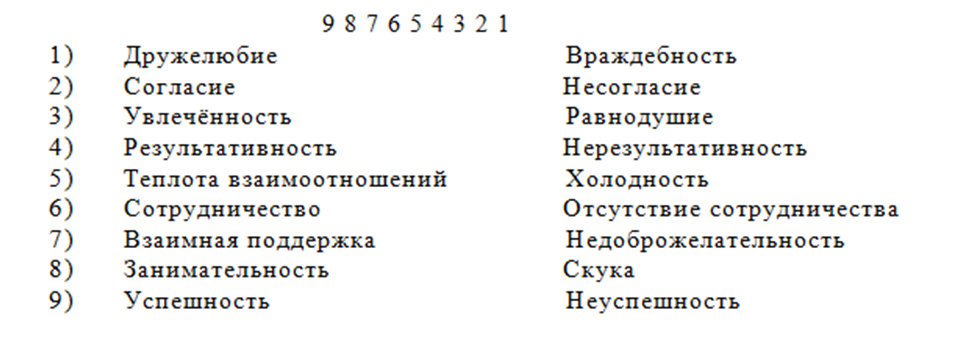 9 8 7 6 5 4 3 2 1
1) Дружелюбие Враждебность
2) Согласие Несогласие
3) Увлечённость Равнодушие
4) Результативность Нерезультативность
5) Теплота взаимоотношений Холодность
6) Сотрудничество Отсутствие сотрудничества
7) Взаимная поддержка Недоброжелательность
8) Занимательность Скука
9) Успешность Неуспешность